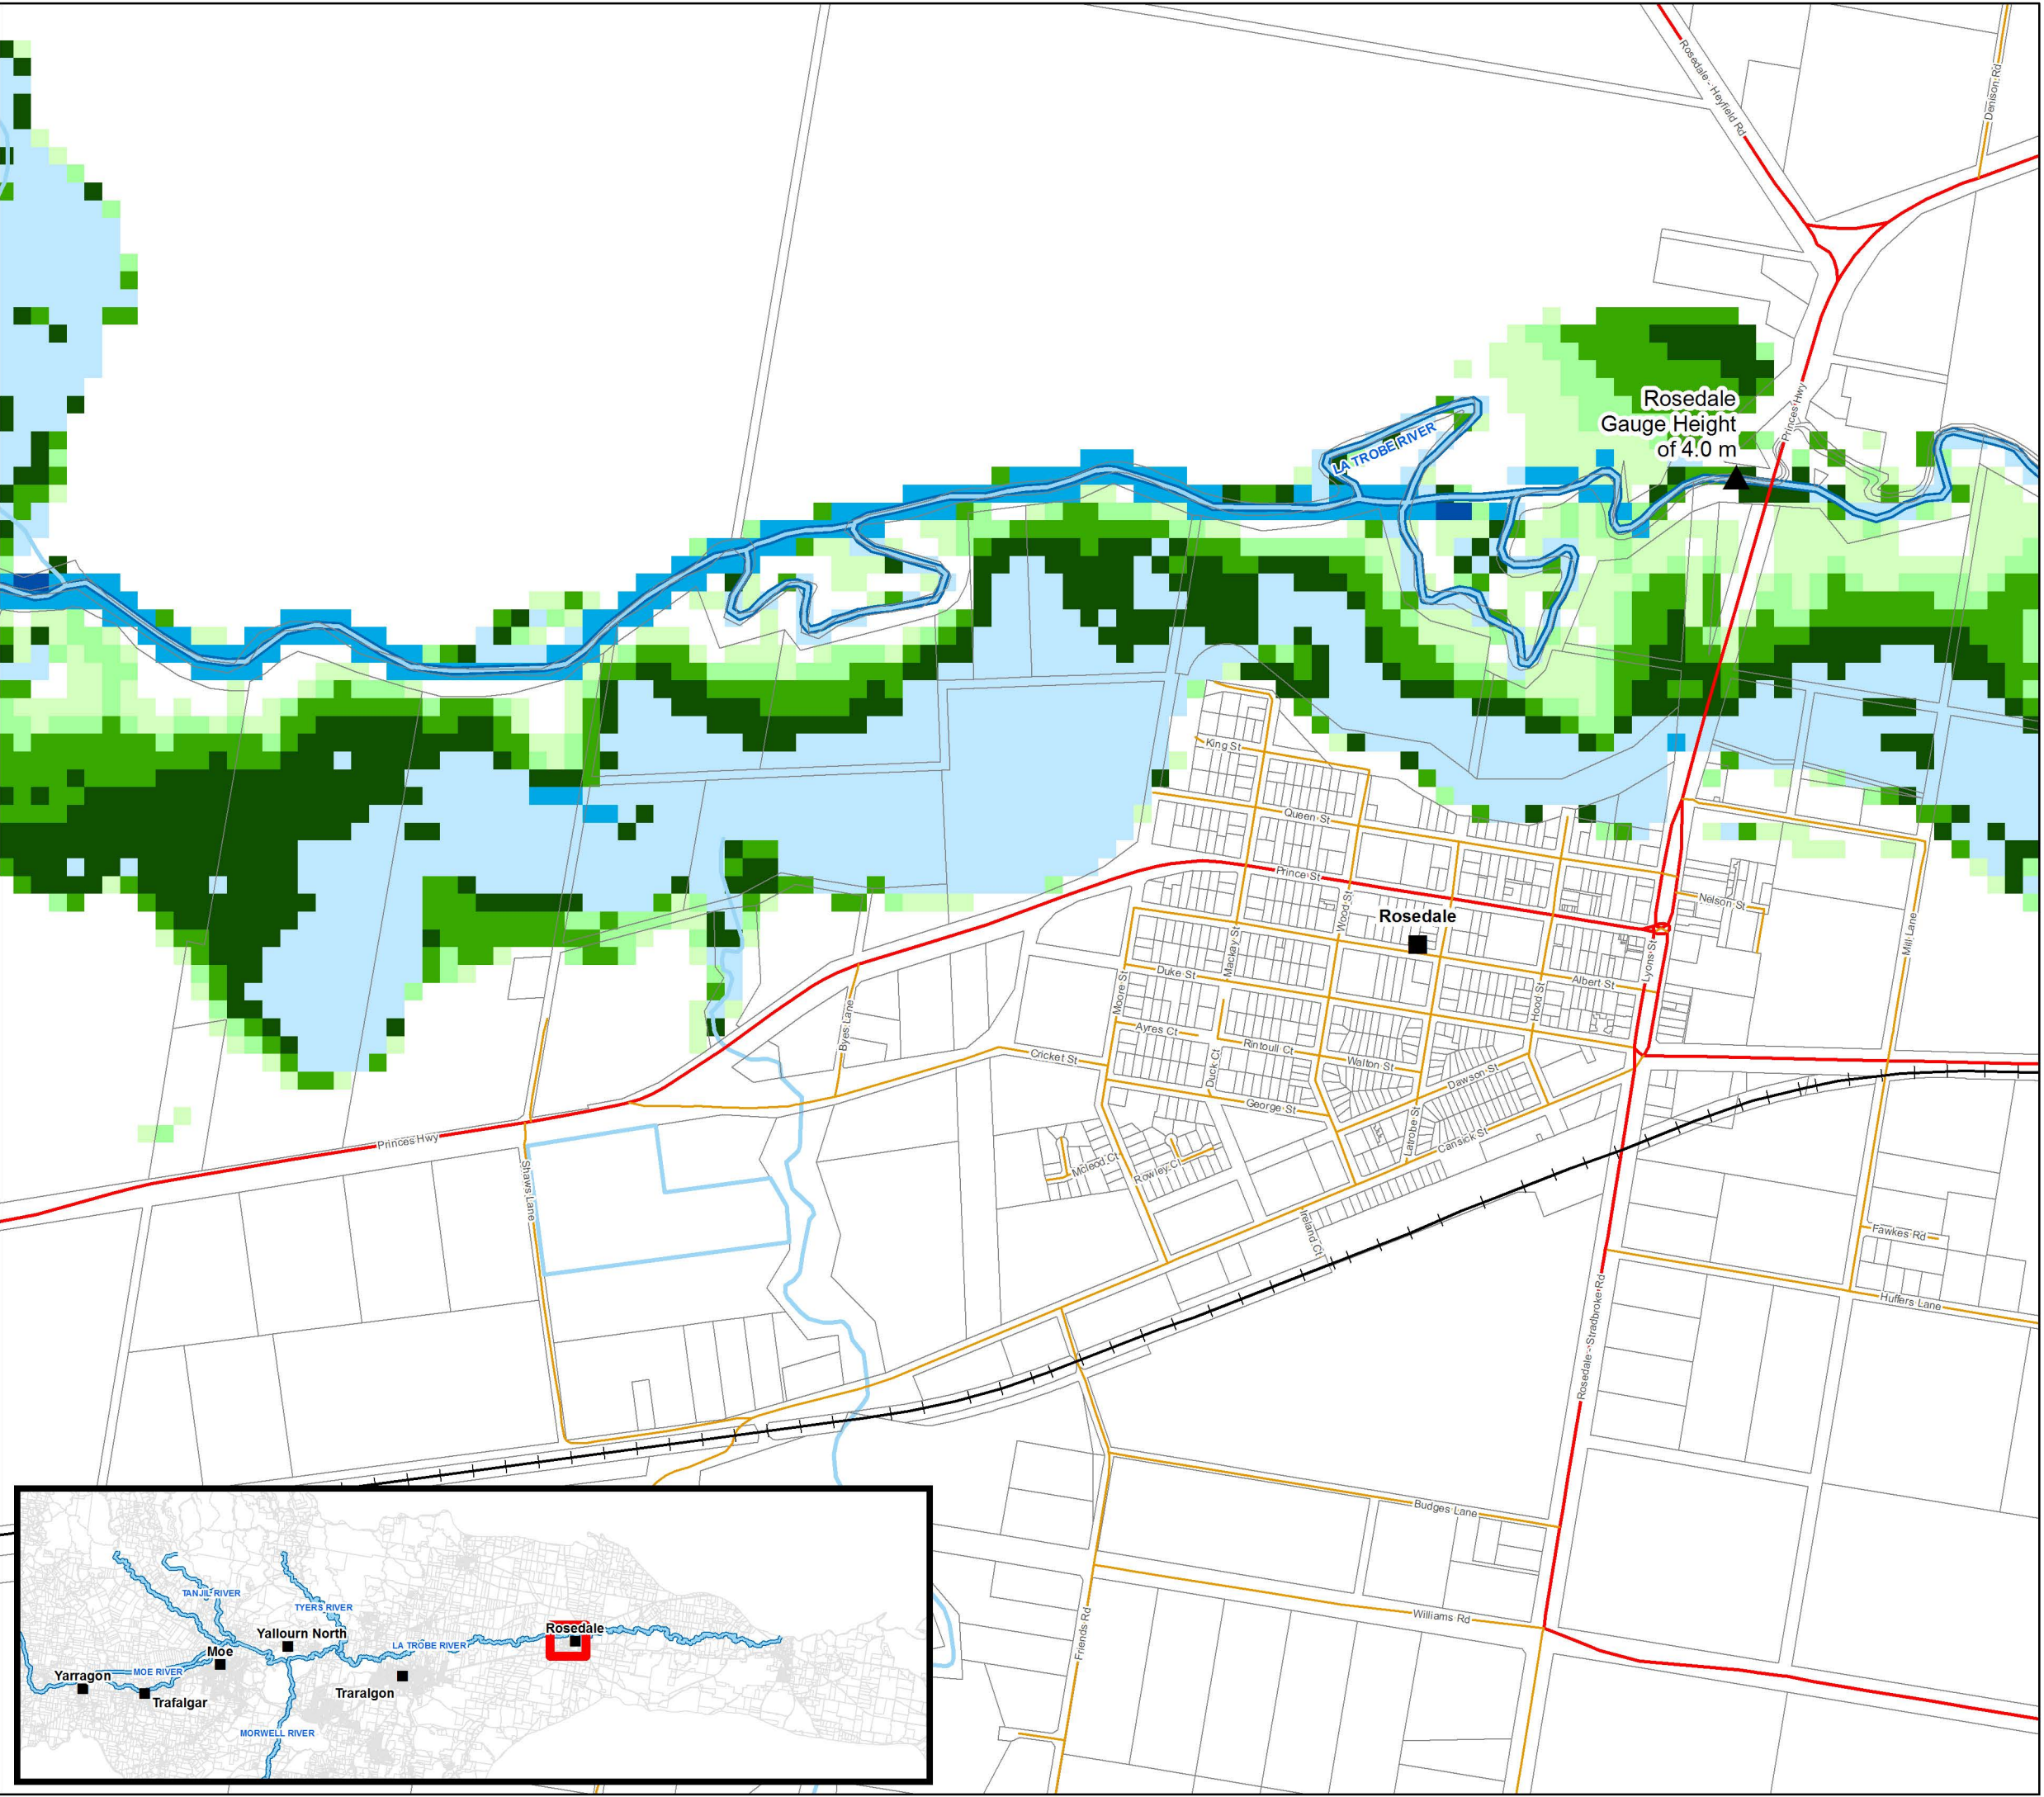 Rosedale - Heyfield Rd
Denison Rd
Rosedale
Gauge Height
of 4.0 m
Princes Hwy
LA TROBE RIVER
King St
Queen St
Prince St
Nelson St
Wood St
Rosedale
Mill Lane
Mackay St
Lyons St
Duke St
Albert St
Moore St
Hood St
Byes Lane
Ayres Ct
Rintoull Ct
Cricket St
Walton St
Duck Ct
Dawson St
George St
Latrobe St
Cansick St
Princes Hwy
Mcleod Ct
Rowley Cl
Shaws Lane
Ireland Ct
Fawkes Rd
Huffers Lane
Rosedale - Stradbroke Rd
Budges Lane
Williams Rd
Friends Rd
TANJIL RIVER
TYERS RIVER
Yallourn North
Rosedale
LA TROBE RIVER
Moe
MOE RIVER
Yarragon
Trafalgar
Traralgon
MORWELL RIVER